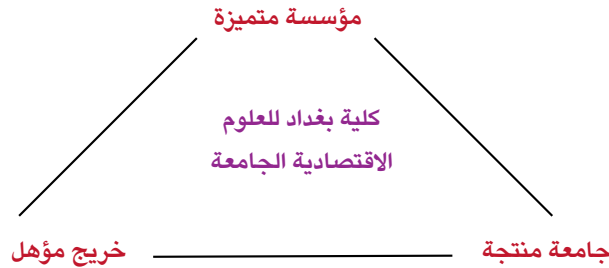 مؤسسة متميزة
كلية بغداد للعلوم
الاقتصادية الجامعة
جامعة منتجة
خريج مؤهل